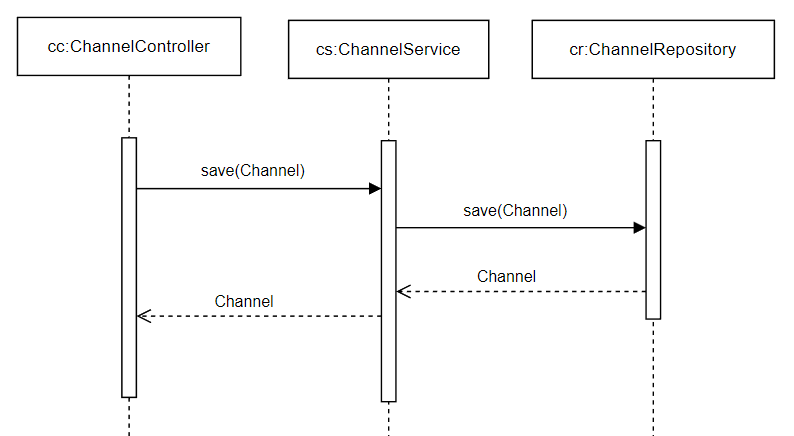 cc:ChannelController
cs:ChannelService
cr:ChannelRepository
save(Channel)
save(Channel)
Channel
Channel